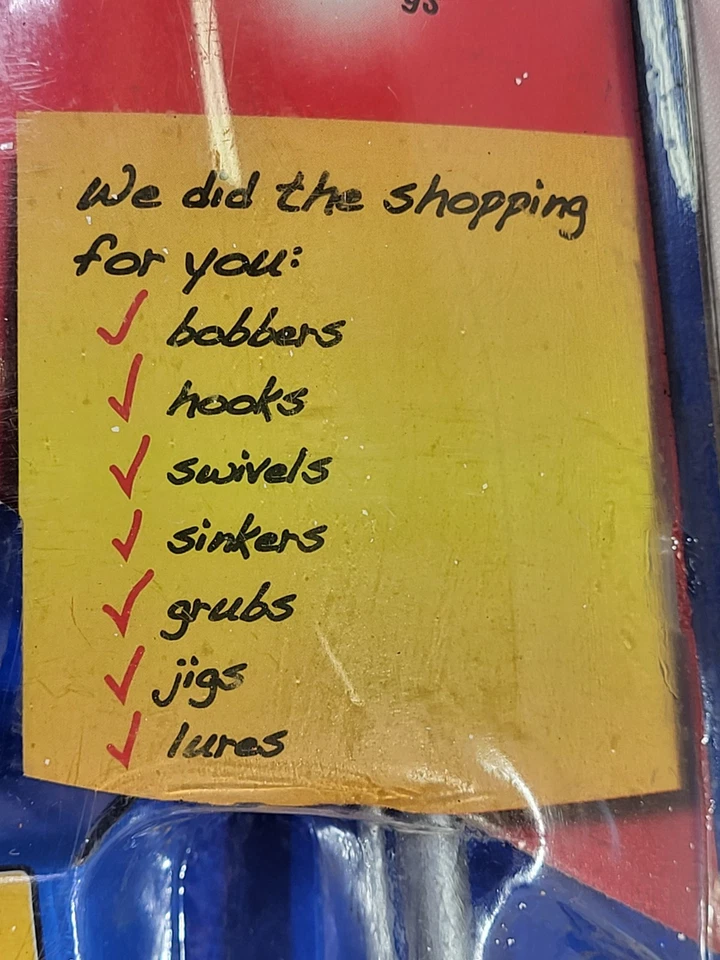 We did the shopping
for you:
✓ bobbers
✓ hooks
✓ swivels
✓ sinkers
✓ grubs
✓ jigs
✓ lures